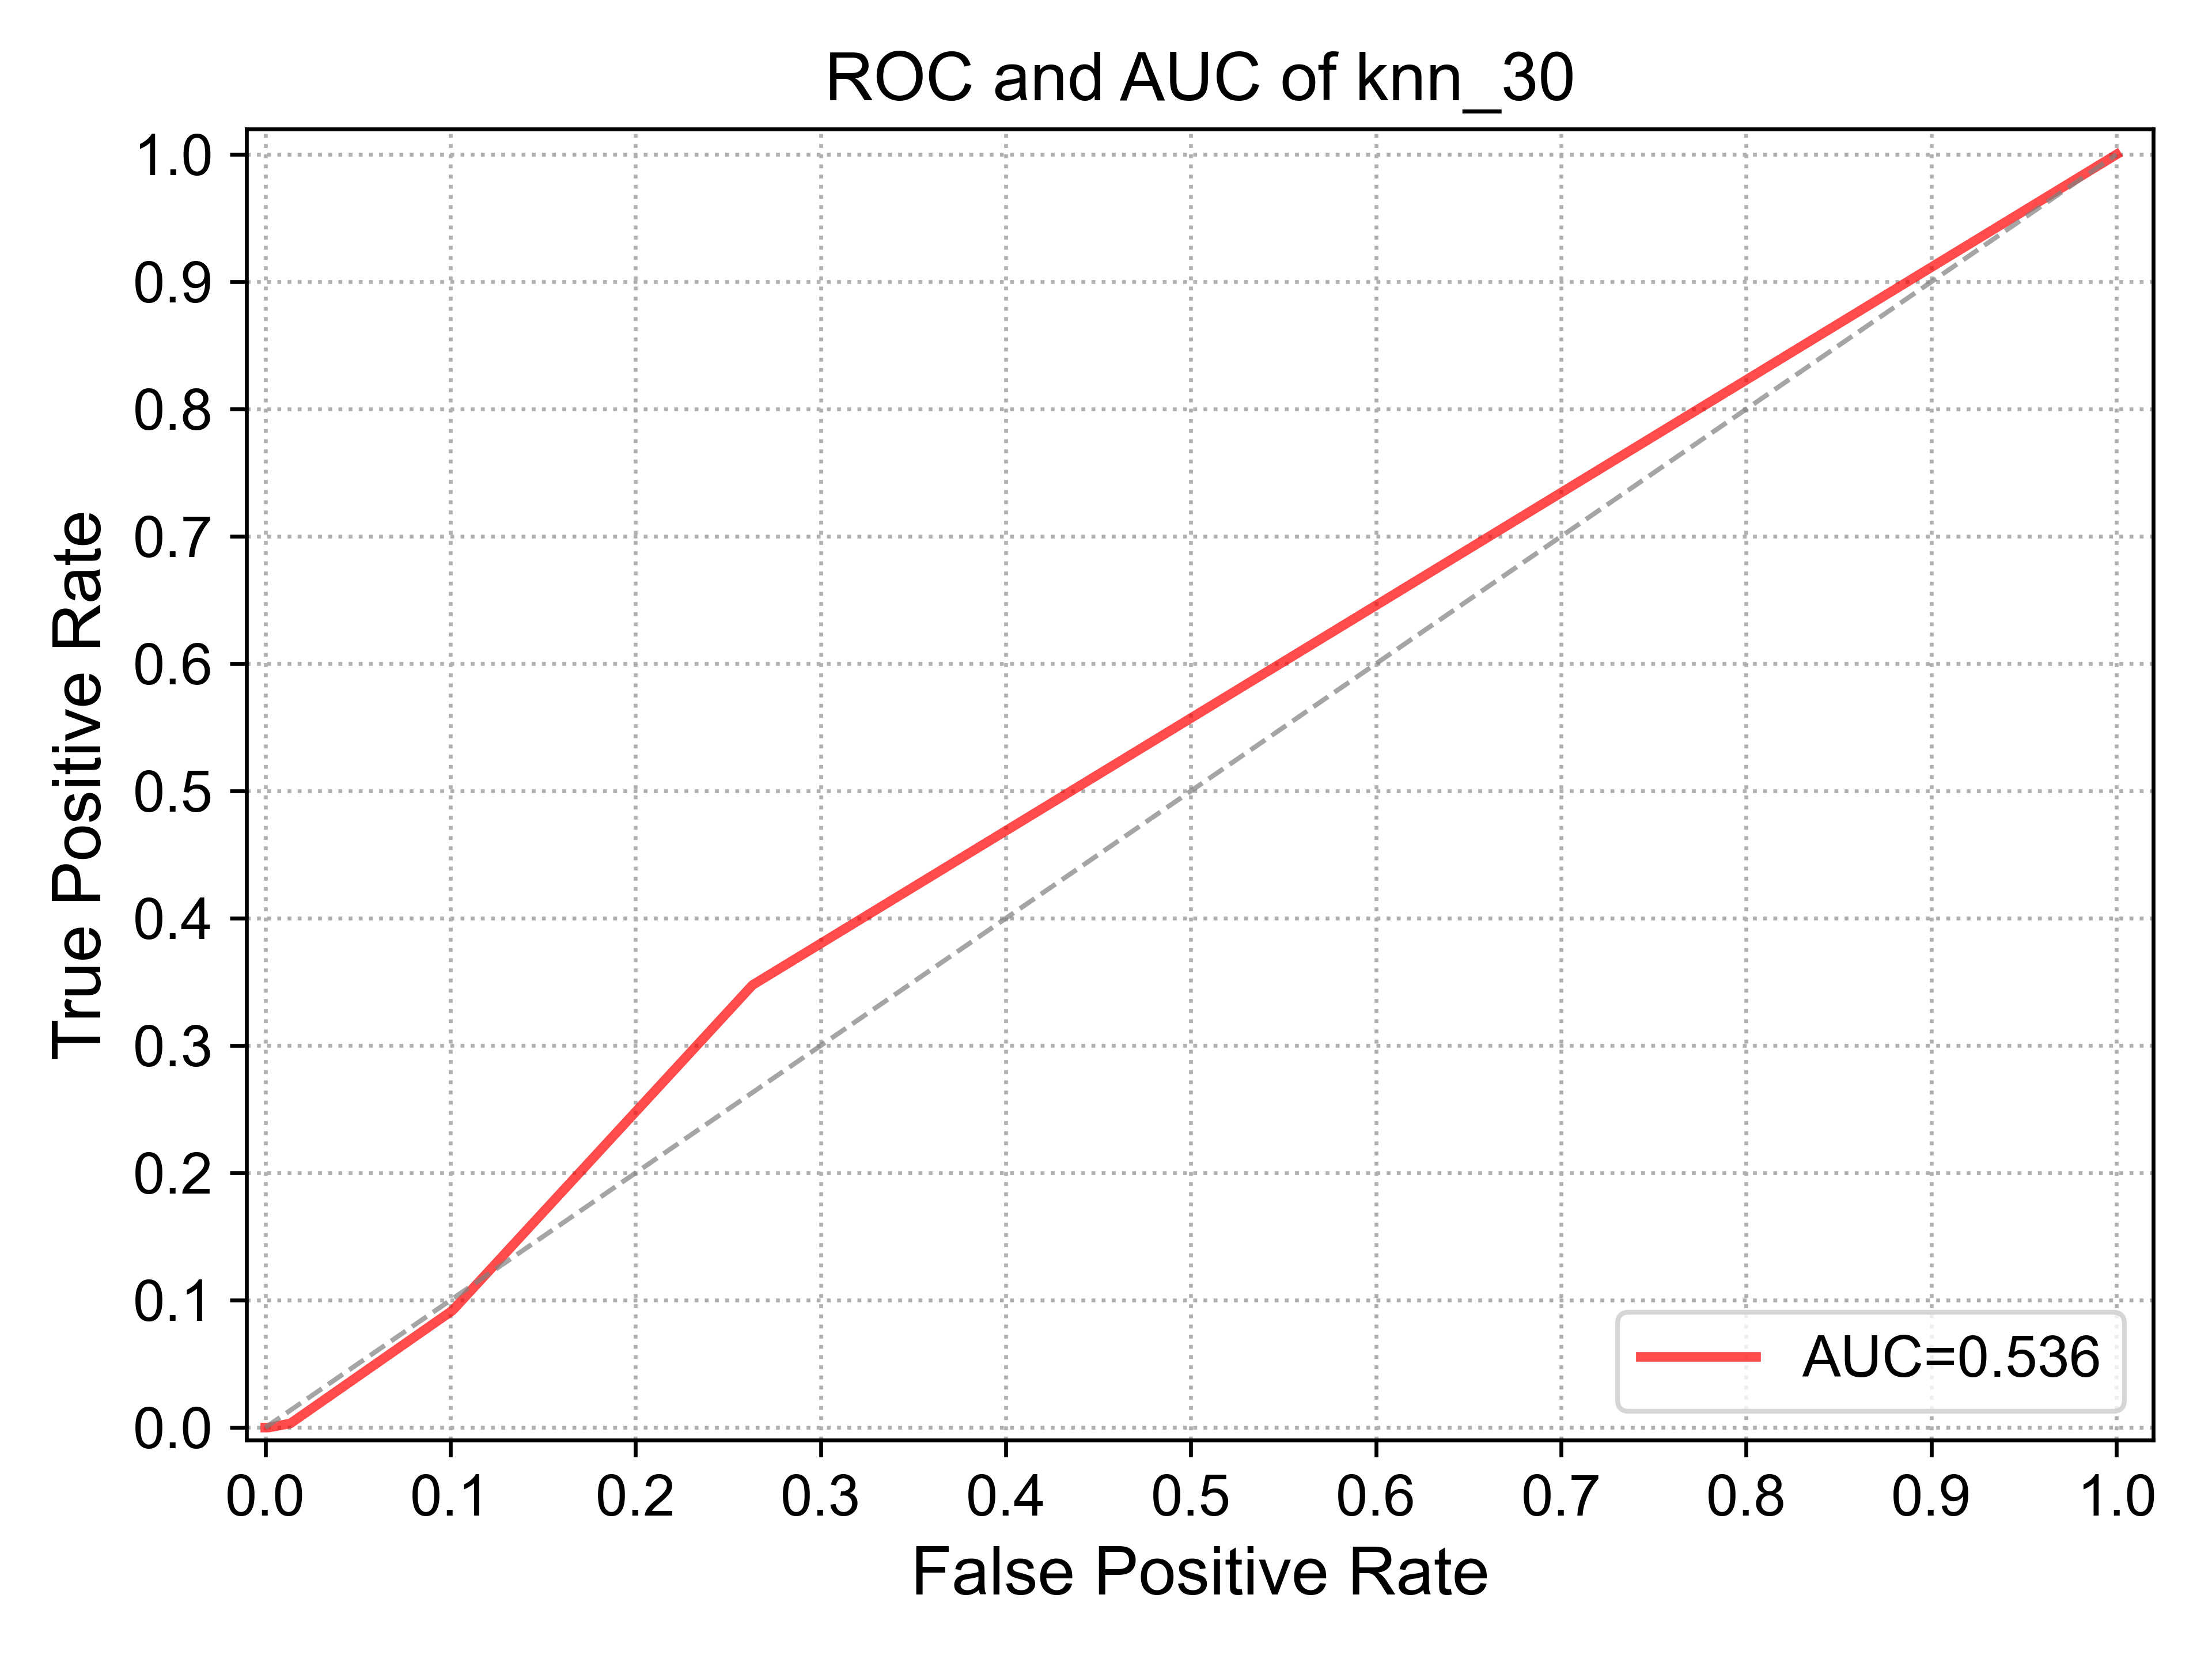 ROC and AUC of knn_30
1.0
0.9
0.8
0.7
0.6
0.5
0.4
0.3
0.2
0.1
0.0
True Positive Rate
AUC=0.536
0.0 0.1 0.2 0.3 0.4 0.5 0.6 0.7 0.8 0.9 1.0
False Positive Rate